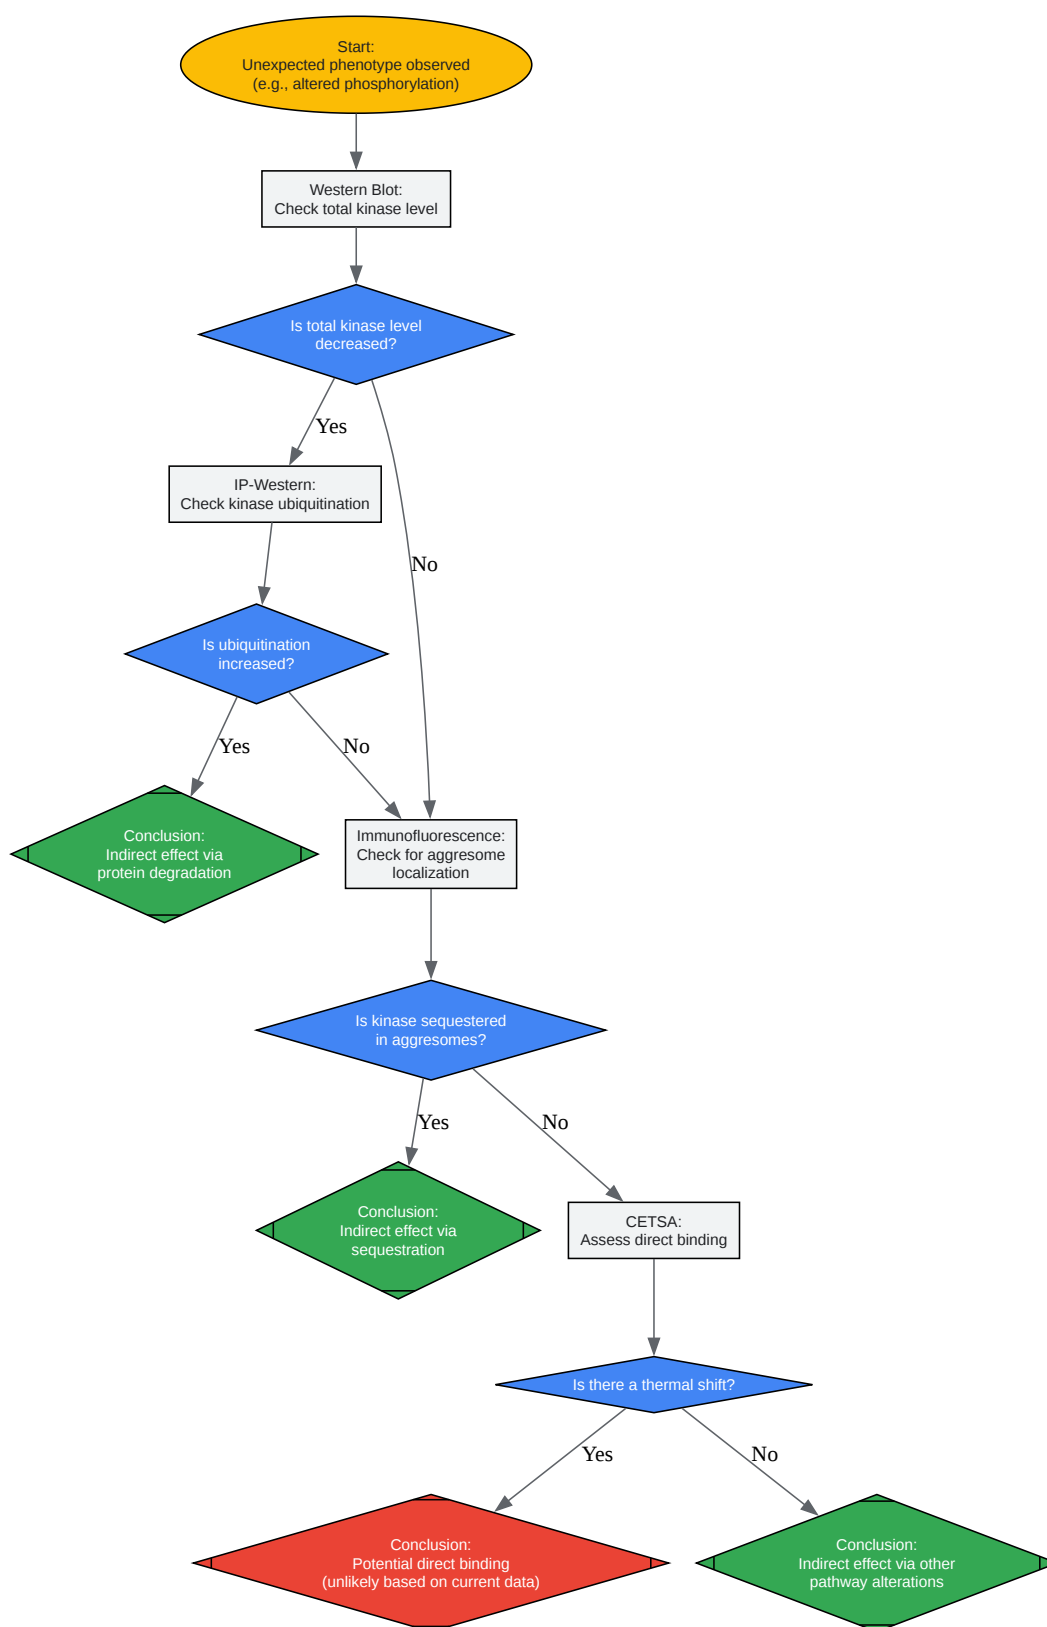 Start:
Unexpected phenotype observed
(e.g., altered phosphorylation)
Western Blot:
Check total kinase level
Is total kinase level
decreased?
Yes
IP-Western:
Check kinase ubiquitination
No
Is ubiquitination
increased?
Yes
No
Conclusion:
Indirect effect via
protein degradation
Immunofluorescence:
Check for aggresome
localization
Is kinase sequestered
in aggresomes?
Yes
No
Conclusion:
Indirect effect via
sequestration
CETSA:
Assess direct binding
Is there a thermal shift?
Yes
No
Conclusion:
Potential direct binding
(unlikely based on current data)
Conclusion:
Indirect effect via other
pathway alterations